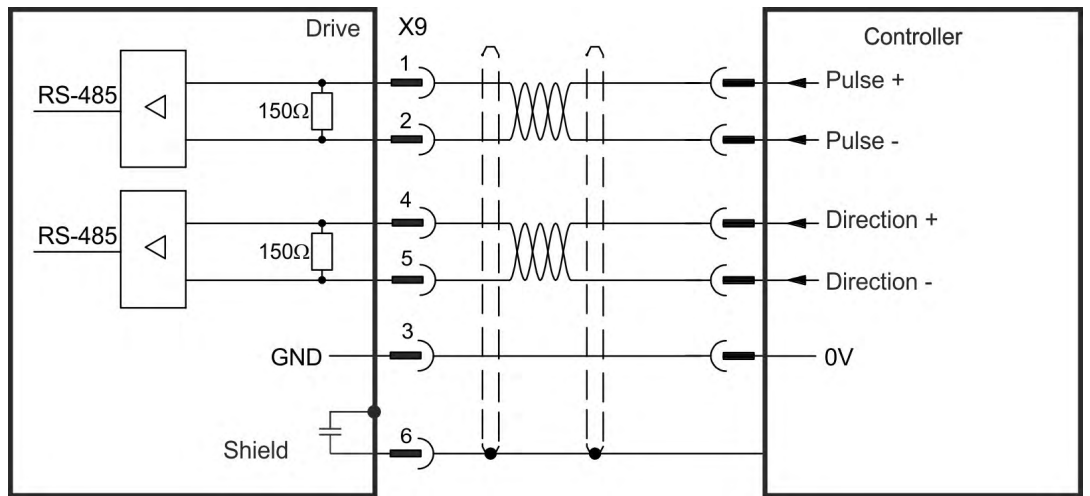 Drive X9 Controller
1 Pulse +
RS-485
150Ω
2 Pulse -
4 Direction +
RS-485
150Ω
5 Direction -
3
GND 0V
6
Shield